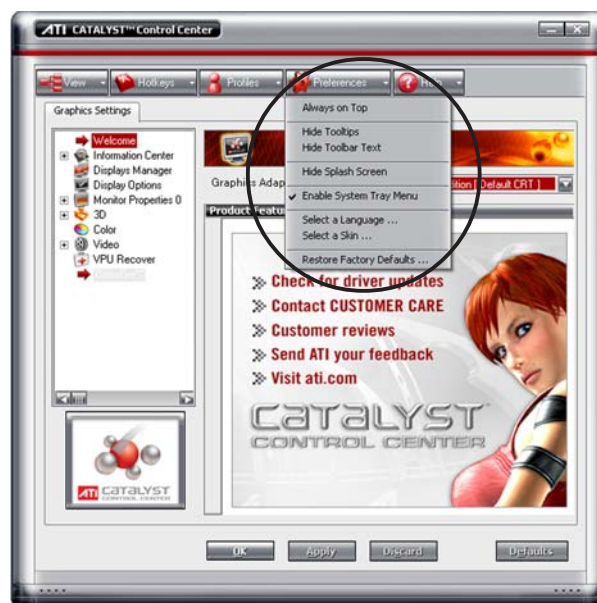 ATI CATALYST™ Control Center
View Hotkeys Profiles Preferences Help
Graphics Settings
Welcome
Information Center
Displays Manager
Display Options
Monitor Properties 0
3D
Color
Video
VPU Recover
Always on Top
Hide Tooltips
Hide Toolbar Text
Hide Splash Screen
Enable System Tray Menu
Select a Language ...
Select a Skin ...
Restore Factory Defaults ...
Graphics Adap
ition [ Default CRT ]
Product Featu
Check for driver updates
Contact CUSTOMER CARE
Customer reviews
Send ATI your feedback
Visit ati.com
CATALYST
CONTROL CENTER
ATI CATALYST
CONTROL CENTER
OK Apply Discard Defaults